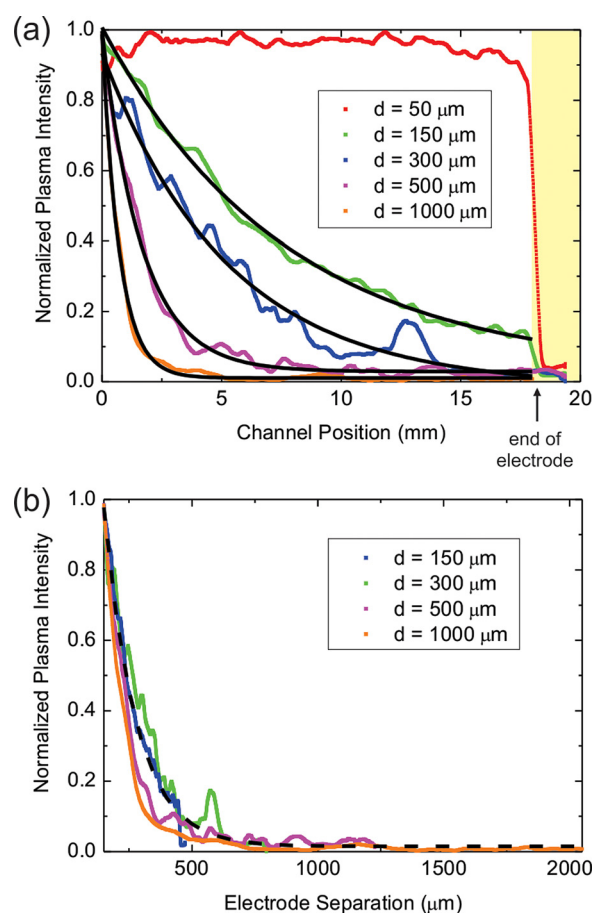 (a)
Normalized Plasma Intensity
1.0
0.8
0.6
0.4
0.2
0.0
d = 50 μm
d = 150 μm
d = 300 μm
d = 500 μm
d = 1000 μm
0 5 10 15 20
Channel Position (mm)
end of
electrode
(b)
Normalized Plasma Intensity
1.0
0.8
0.6
0.4
0.2
0.0
d = 150 μm
d = 300 μm
d = 500 μm
d = 1000 μm
500 1000 1500 2000
Electrode Separation (μm)